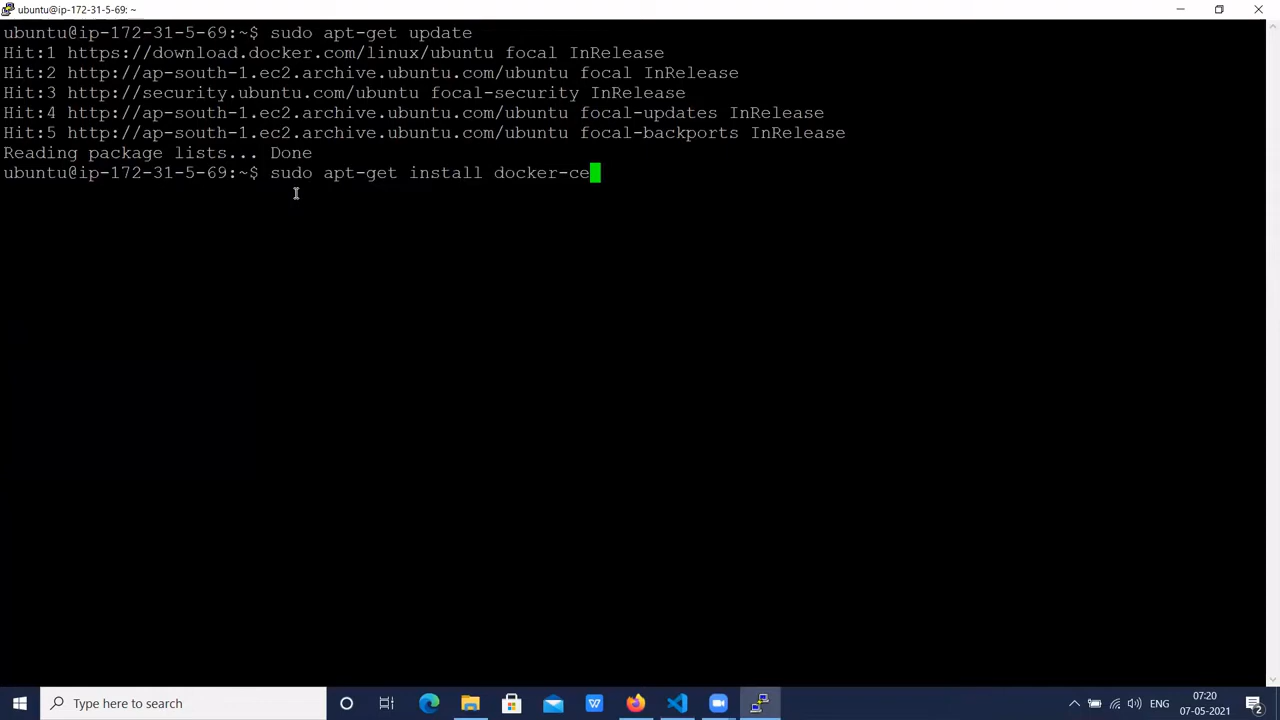 ubuntu@ip-172-31-5-69: ~
ubuntu@ip-172-31-5-69:~$ sudo apt-get update
Hit:1 https://download.docker.com/linux/ubuntu focal InRelease
Hit:2 http://ap-south-1.ec2.archive.ubuntu.com/ubuntu focal InRelease
Hit:3 http://security.ubuntu.com/ubuntu focal-security InRelease
Hit:4 http://ap-south-1.ec2.archive.ubuntu.com/ubuntu focal-updates InRelease
Hit:5 http://ap-south-1.ec2.archive.ubuntu.com/ubuntu focal-backports InRelease
Reading package lists... Done
ubuntu@ip-172-31-5-69:~$ sudo apt-get install docker-ce
Type here to search
W
ENG
07:20
07-05-2021
2